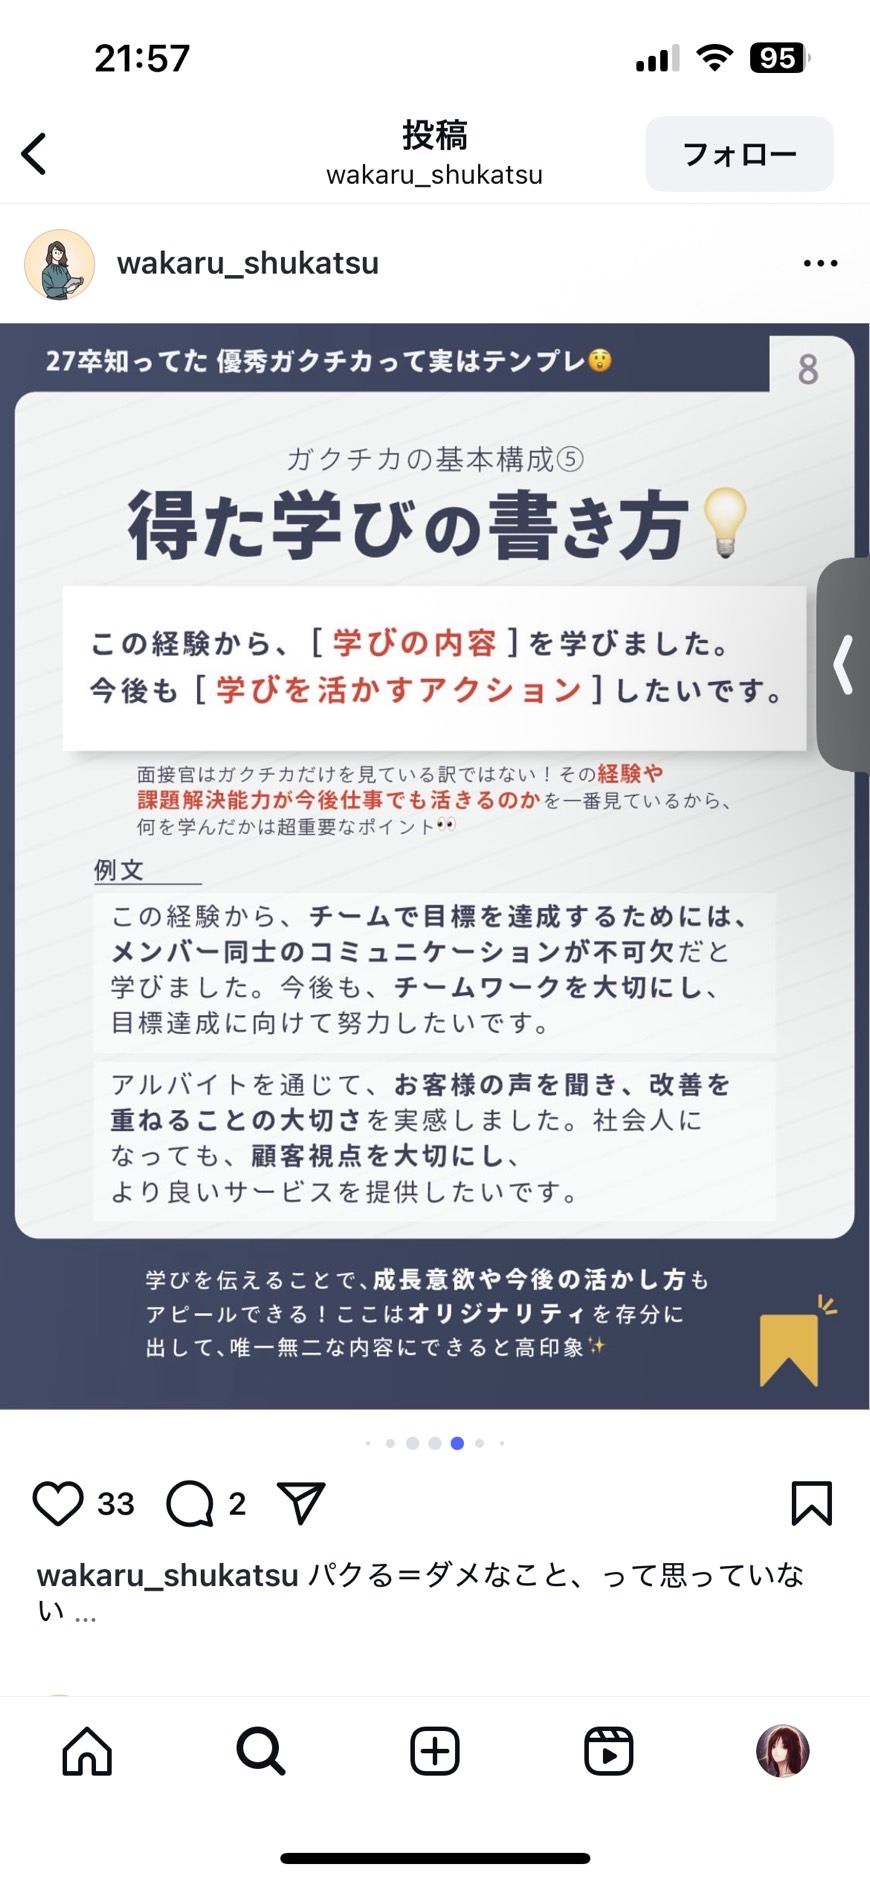 21:57
95
投稿
wakaru_shukatsu
フォロー
wakaru_shukatsu
27卒知ってた 優秀ガクチカって実はテンプレ😲
8
ガクチカの基本構成⑤
得た学びの書き方💡
この経験から、[ 学びの内容 ] を学びました。
今後も [ 学びを活かすアクション ] したいです。
面接官はガクチカだけを見ている訳ではない！その経験や
課題解決能力が今後仕事でも活きるのかを一番見ているから、
何を学んだかは超重要なポイント👀
例文
この経験から、チームで目標を達成するためには、
メンバー同士のコミュニケーションが不可欠だと
学びました。今後も、チームワークを大切にし、
目標達成に向けて努力したいです。
アルバイトを通じて、お客様の声を聞き、改善を
重ねることの大切さを実感しました。社会人に
なっても、顧客視点を大切にし、
より良いサービスを提供したいです。
学びを伝えることで、成長意欲や今後の活かし方も
アピールできる！ここはオリジナリティを存分に
出して、唯一無二な内容にできると高印象✨
33
2
wakaru_shukatsu パクる＝ダメなこと、って思っていな
い ...